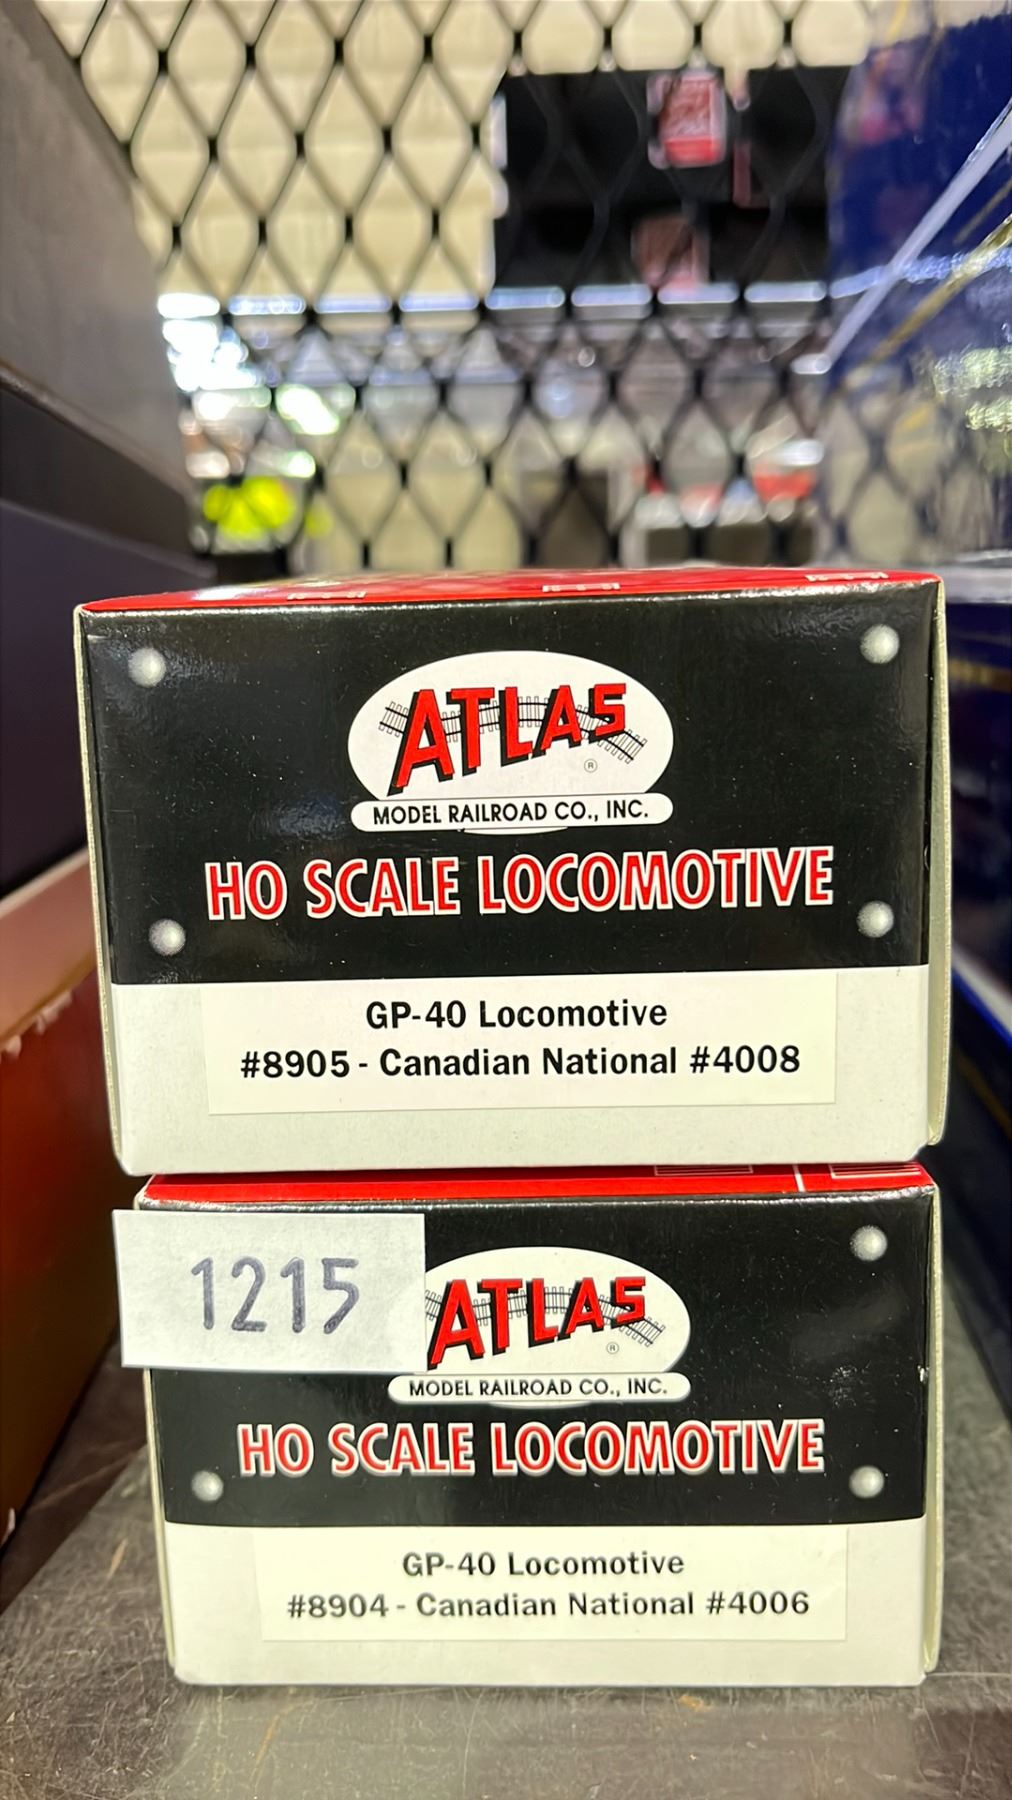 ATLAS
®
MODEL RAILROAD CO., INC.
HO SCALE LOCOMOTIVE
GP-40 Locomotive
#8905 - Canadian National #4008
1215
ATLAS
®
MODEL RAILROAD CO., INC.
HO SCALE LOCOMOTIVE
GP-40 Locomotive
#8904 - Canadian National #4006